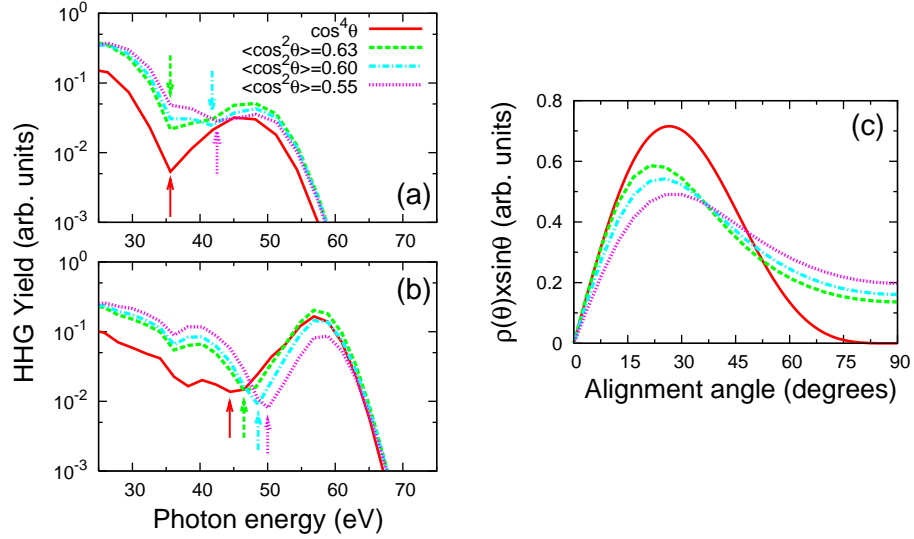 10^0
10^-1
10^-2
10^-3
cos^4θ
<cos^2θ>=0.63
<cos^2θ>=0.60
<cos^2θ>=0.55
(a)
30 40 50 60 70
HHG Yield (arb. units)
10^0
10^-1
10^-2
10^-3
(b)
30 40 50 60 70
Photon energy (eV)
ρ(θ)xsinθ (arb. units)
0.8
0.6
0.4
0.2
0
(c)
0 15 30 45 60 75 90
Alignment angle (degrees)